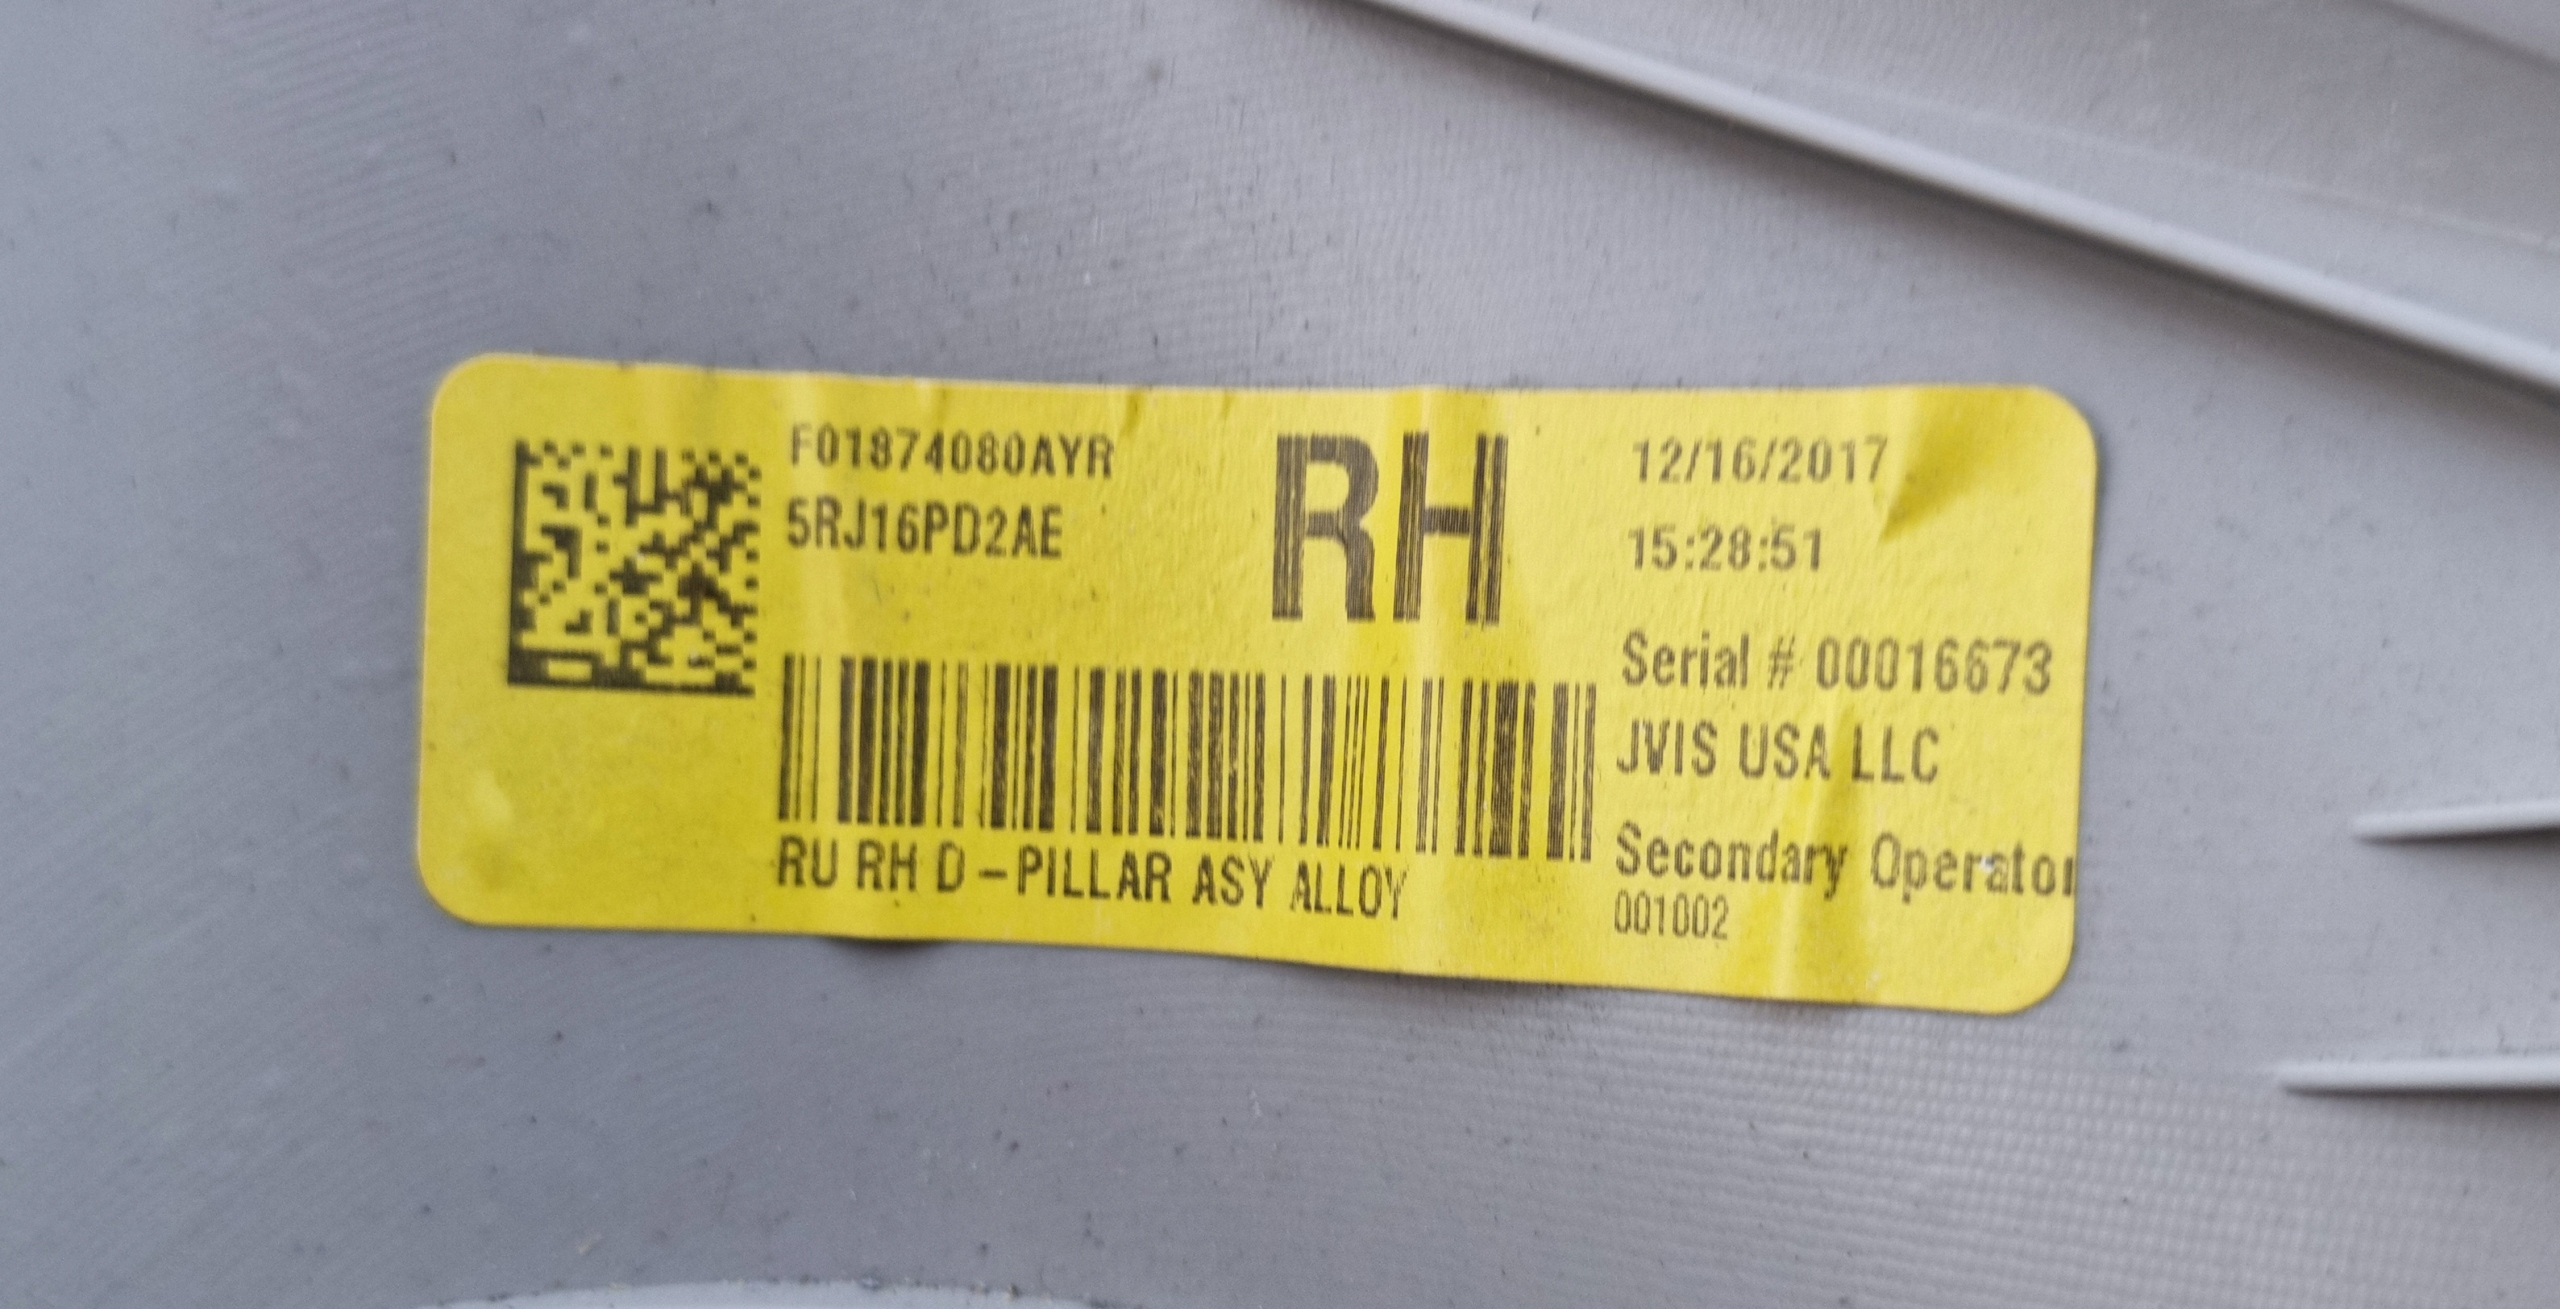 F01874080AYR
5RJ16PD2AE
RH
12/16/2017
15:28:51
Serial # 00016673
JVIS USA LLC
RU RH D-PILLAR ASY ALLOY
Secondary Operator
001002